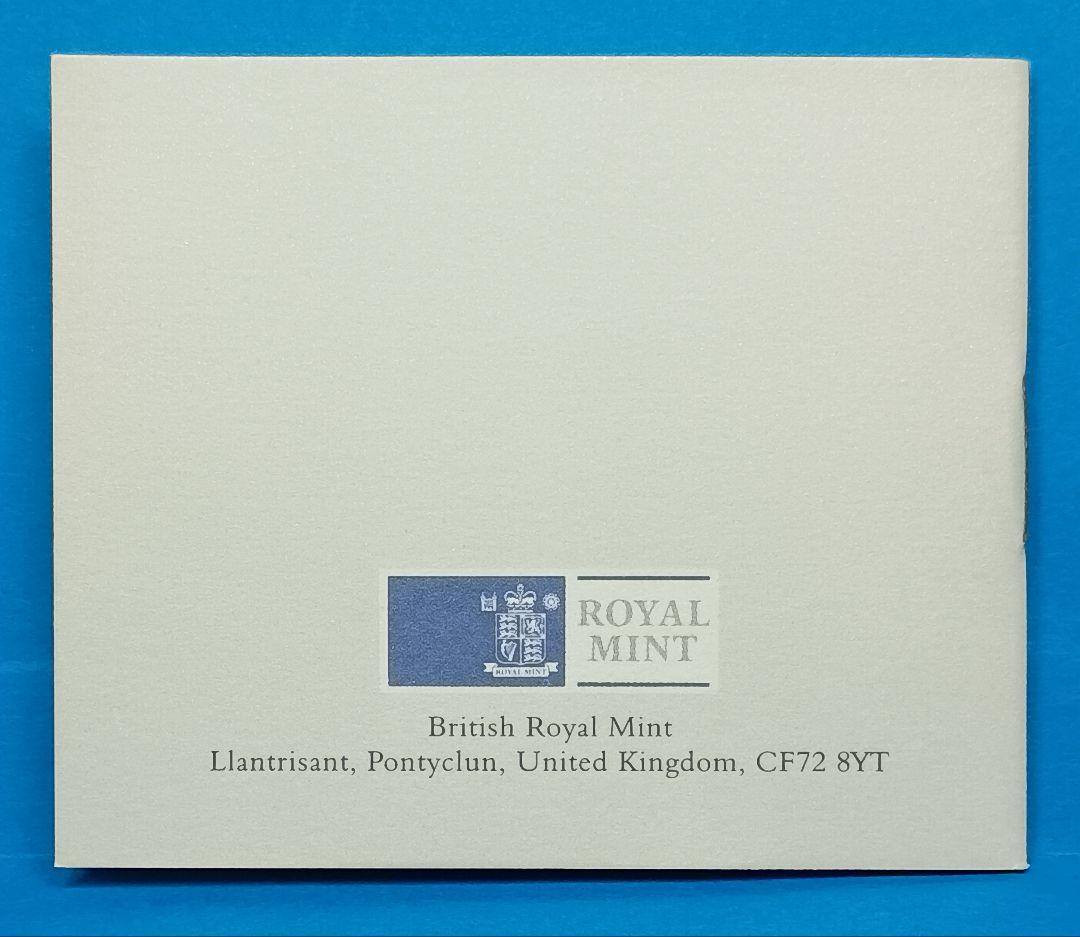 ROYAL
MINT
ROYAL MINT
British Royal Mint
Llantrisant, Pontyclun, United Kingdom, CF72 8YT